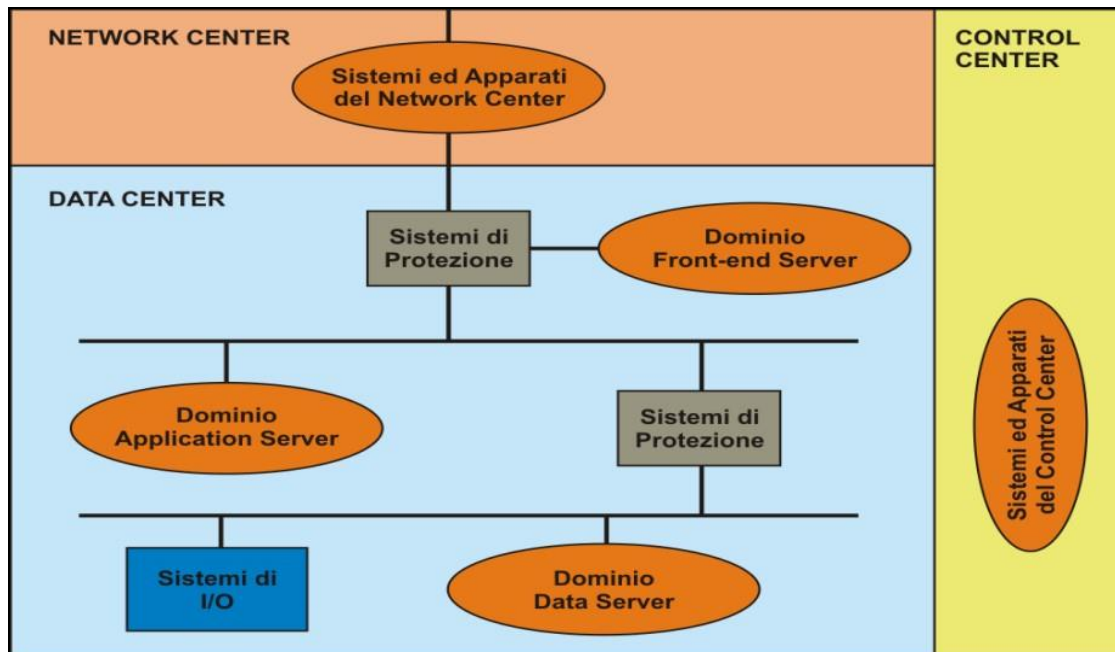 NETWORK CENTER
Sistemi ed Apparati
del Network Center
CONTROL
CENTER
DATA CENTER
Sistemi di
Protezione
Dominio
Front-end Server
Dominio
Application Server
Sistemi di
Protezione
Sistemi ed Apparati
del Control Center
Sistemi di
I/O
Dominio
Data Server